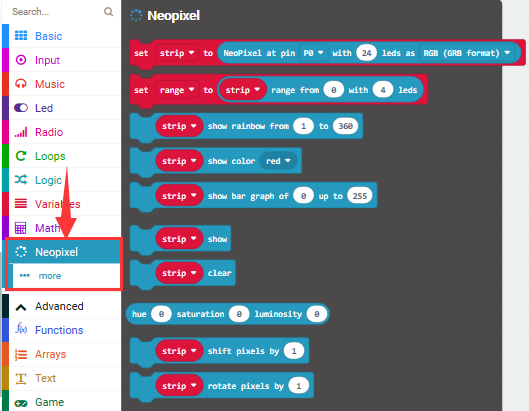 Search...
Basic
Input
Music
Led
Radio
Loops
Logic
Variables
Math
Neopixel
more
Advanced
Functions
Arrays
Text
Game
Neopixel
set strip to NeoPixel at pin P0 with 24 leds as RGB (GRB format)
set range to strip range from 0 with 4 leds
strip show rainbow from 1 to 360
strip show color red
strip show bar graph of 0 up to 255
strip show
strip clear
hue 0 saturation 0 luminosity 0
strip shift pixels by 1
strip rotate pixels by 1